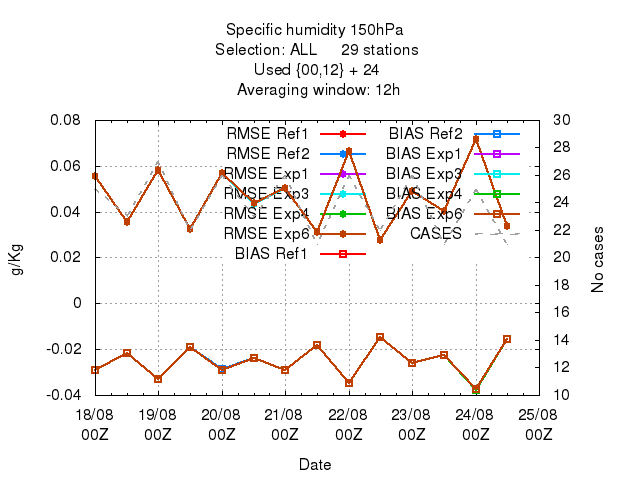 Specific humidity 150hPa
Selection: ALL 29 stations
Used {00,12} + 24
Averaging window: 12h
RMSE Ref1 BIAS Ref2
RMSE Ref2 BIAS Exp1
RMSE Exp1 BIAS Exp3
RMSE Exp3 BIAS Exp4
RMSE Exp4 BIAS Exp6
RMSE Exp6 CASES
BIAS Ref1
g/Kg
0.08
0.06
0.04
0.02
0
-0.02
-0.04
No cases
30
28
26
24
22
20
18
16
14
12
10
18/08 19/08 20/08 21/08 22/08 23/08 24/08 25/08
00Z 00Z 00Z 00Z 00Z 00Z 00Z 00Z
Date